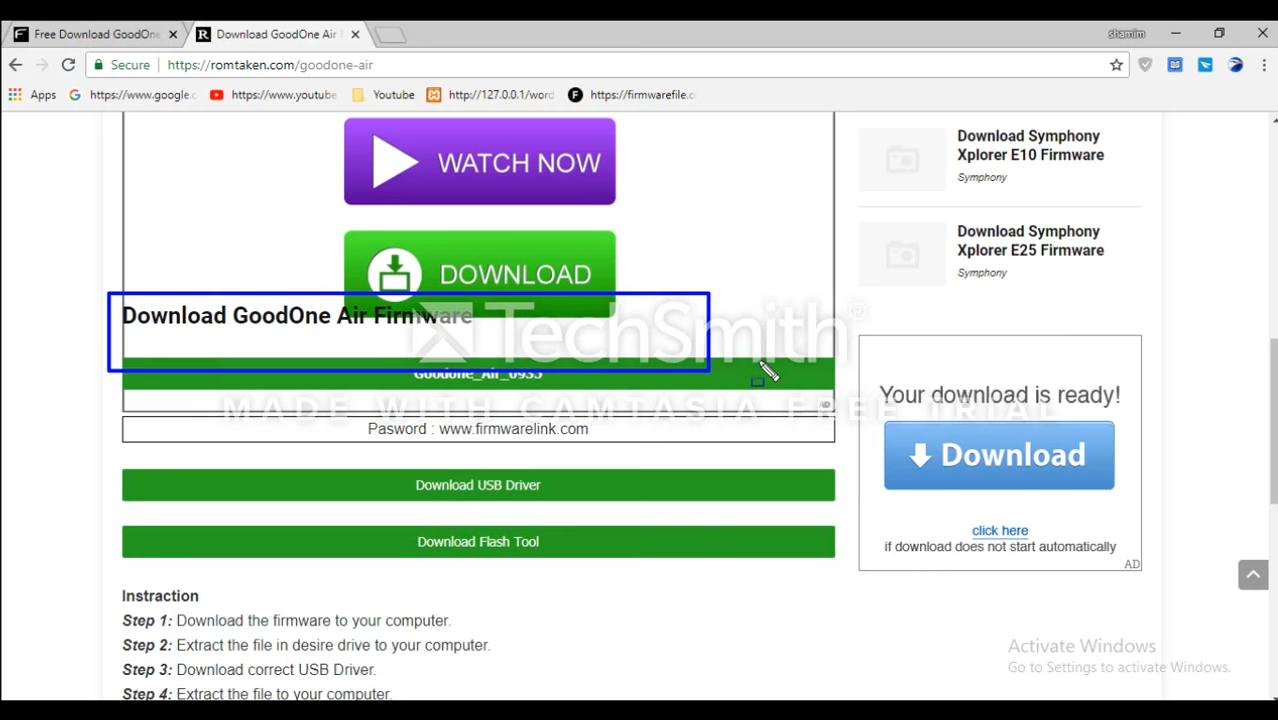 Free Download GoodOne
Download GoodOne Air
shamim
Secure
https://romtaken.com/goodone-air
Apps
https://www.google.c
https://www.youtube
Youtube
http://127.0.0.1/word
https://firmwarefile.c
WATCH NOW
DOWNLOAD
Download GoodOne Air Firmware
Goodone_Air_0935
AD
Pasword : www.firmwarelink.com
Download USB Driver
Download Flash Tool
Instraction
Step 1: Download the firmware to your computer.
Step 2: Extract the file in desire drive to your computer.
Step 3: Download correct USB Driver.
Step 4: Extract the file to your computer.
Download Symphony
Xplorer E10 Firmware
Symphony
Download Symphony
Xplorer E25 Firmware
Symphony
Your download is ready!
Download
click here
if download does not start automatically
AD
TechSmith®
MADE WITH CAMTASIA FREE TRIAL
Activate Windows
Go to Settings to activate Windows.